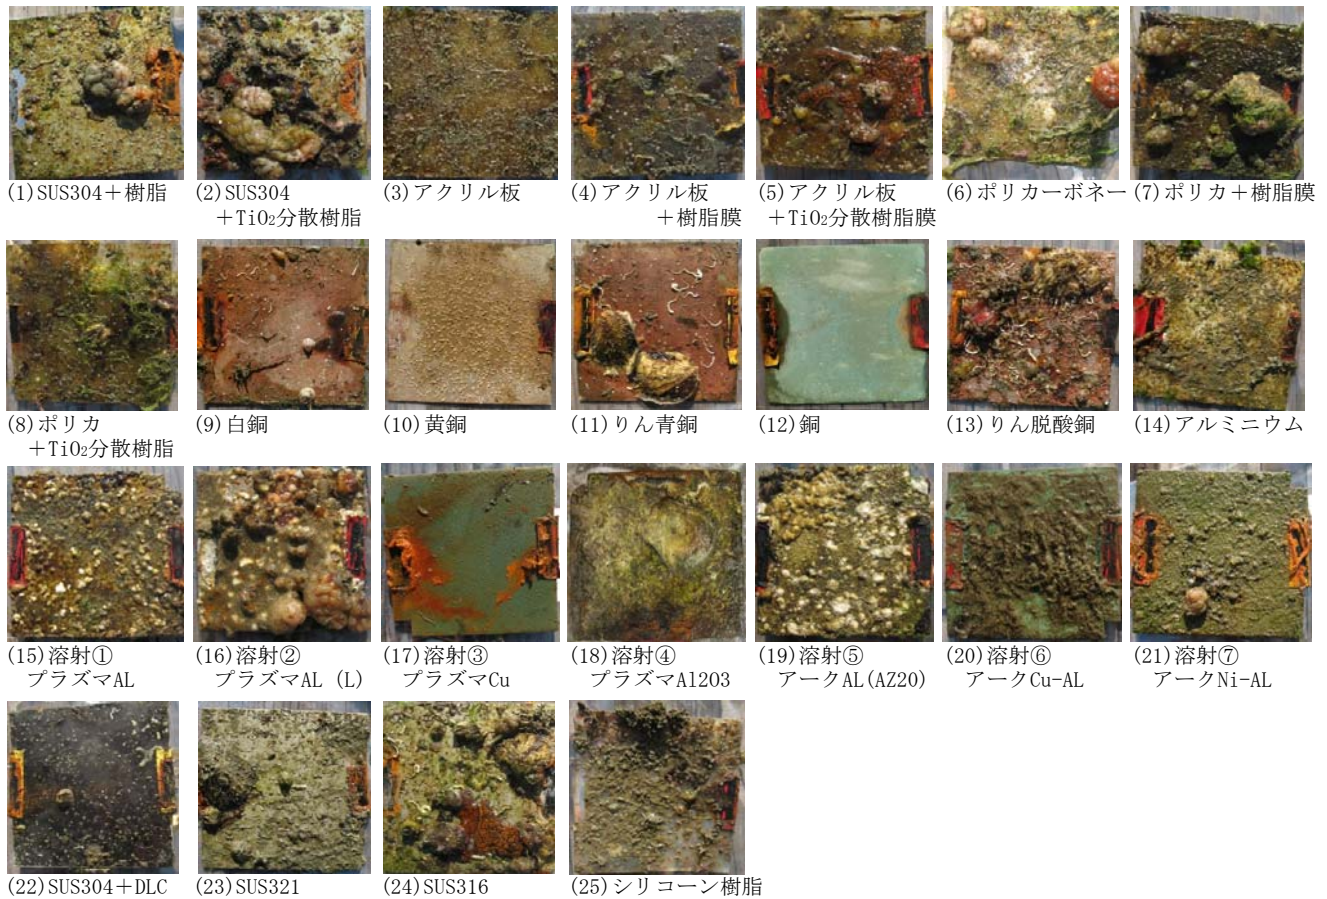 (1)SUS304＋樹脂
(2)SUS304
＋TiO₂分散樹脂
(3)アクリル板
(4)アクリル板
＋樹脂膜
(5)アクリル板
＋TiO₂分散樹脂膜
(6)ポリカーボネー
(7)ポリカ＋樹脂膜
(8)ポリカ
＋TiO₂分散樹脂
(9)白銅
(10)黄銅
(11)りん青銅
(12)銅
(13)りん脱酸銅
(14)アルミニウム
(15)溶射①
プラズマAL
(16)溶射②
プラズマAL (L)
(17)溶射③
プラズマCu
(18)溶射④
プラズマAl2O3
(19)溶射⑤
アークAL(AZ20)
(20)溶射⑥
アークCu-AL
(21)溶射⑦
アークNi-AL
(22)SUS304＋DLC
(23)SUS321
(24)SUS316
(25)シリコーン樹脂